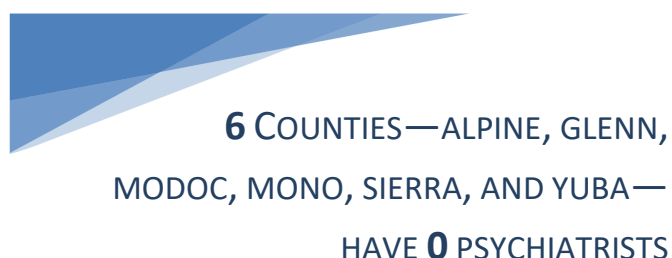 6 COUNTIES—ALPINE, GLENN,
MODOC, MONO, SIERRA, AND YUBA—
HAVE 0 PSYCHIATRISTS